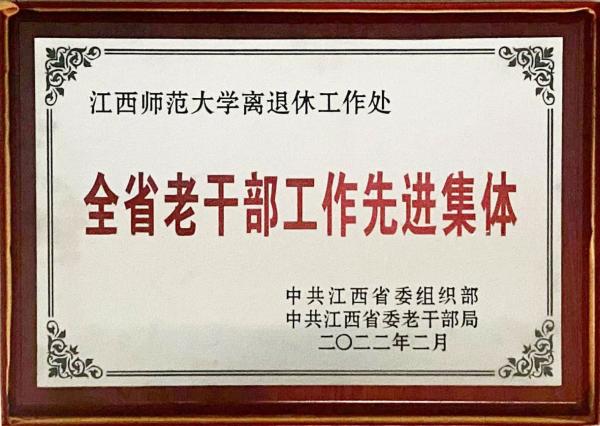 江西师范大学离退休工作处
全省老干部工作先进集体
中共江西省委组织部
中共江西省委老干部局
二〇二二年二月